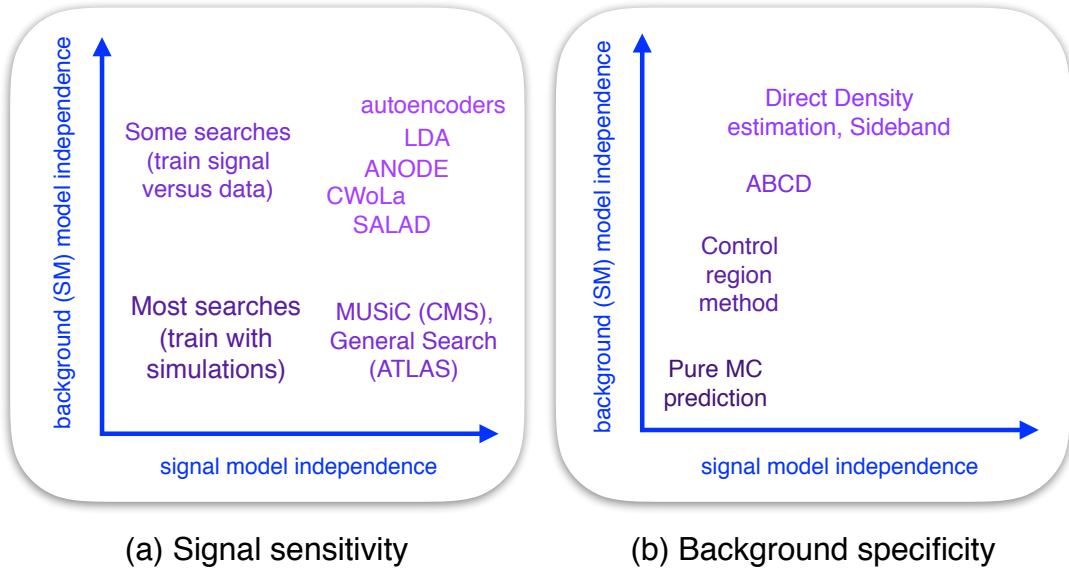 background (SM) model independence
Some searches
(train signal
versus data)
autoencoders
LDA
ANODE
CWoLa
SALAD
Most searches
(train with
simulations)
MUSiC (CMS),
General Search
(ATLAS)
signal model independence
(a) Signal sensitivity
background (SM) model independence
Direct Density
estimation, Sideband
ABCD
Control
region
method
Pure MC
prediction
signal model independence
(b) Background specificity